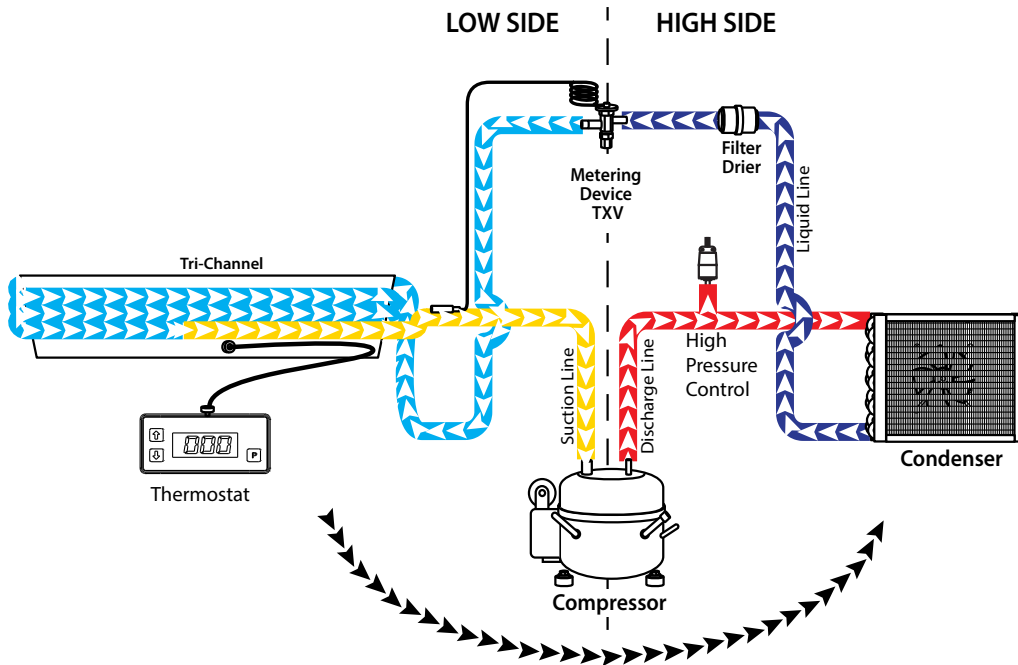 LOW SIDE
HIGH SIDE
Filter
Drier
Metering
Device
TXV
Liquid Line
Tri-Channel
High
Pressure
Control
Suction Line
Discharge Line
000
P
Thermostat
Condenser
Compressor